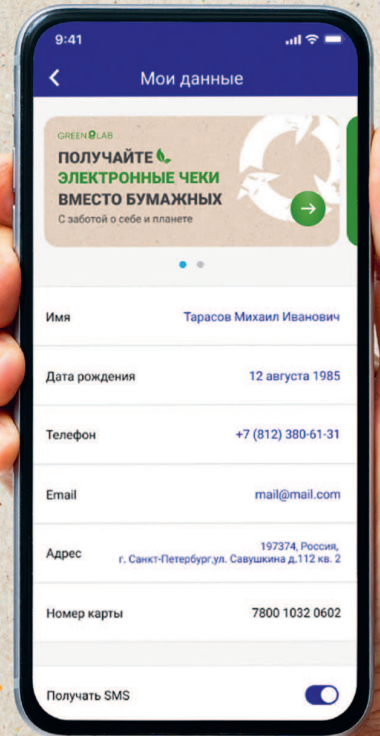 9:41
Мои данные
GREEN LAB
ПОЛУЧАЙТЕ
ЭЛЕКТРОННЫЕ ЧЕКИ
ВМЕСТО БУМАЖНЫХ
С заботой о себе и планете
Имя Тарасов Михаил Иванович
Дата рождения 12 августа 1985
Телефон +7 (812) 380-61-31
Email mail@mail.com
Адрес 197374, Россия,
г. Санкт-Петербург,ул. Савушкина д.112 кв. 2
Номер карты 7800 1032 0602
Получать SMS